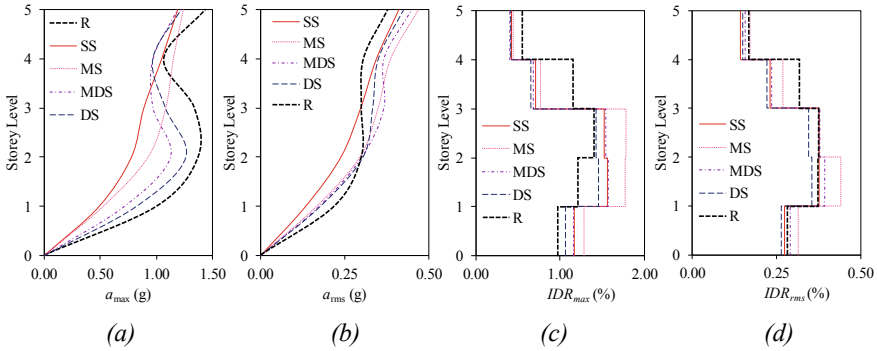 5
4
3
2
1
0
Storey Level
R
SS
MS
MDS
DS
0.00
1.00
1.50
a_max (g)
(a)
5
4
3
2
1
0
Storey Level
SS
MS
MDS
DS
R
0.00
0.25
0.50
a_rms (g)
(b)
5
4
3
2
1
0
Storey Level
SS
MS
MDS
DS
R
0.00
1.00
2.00
IDR_max (%)
(c)
5
4
3
2
1
0
Storey Level
SS
MS
MDS
DS
R
0.00
0.25
0.50
IDR_rms (%)
(d)